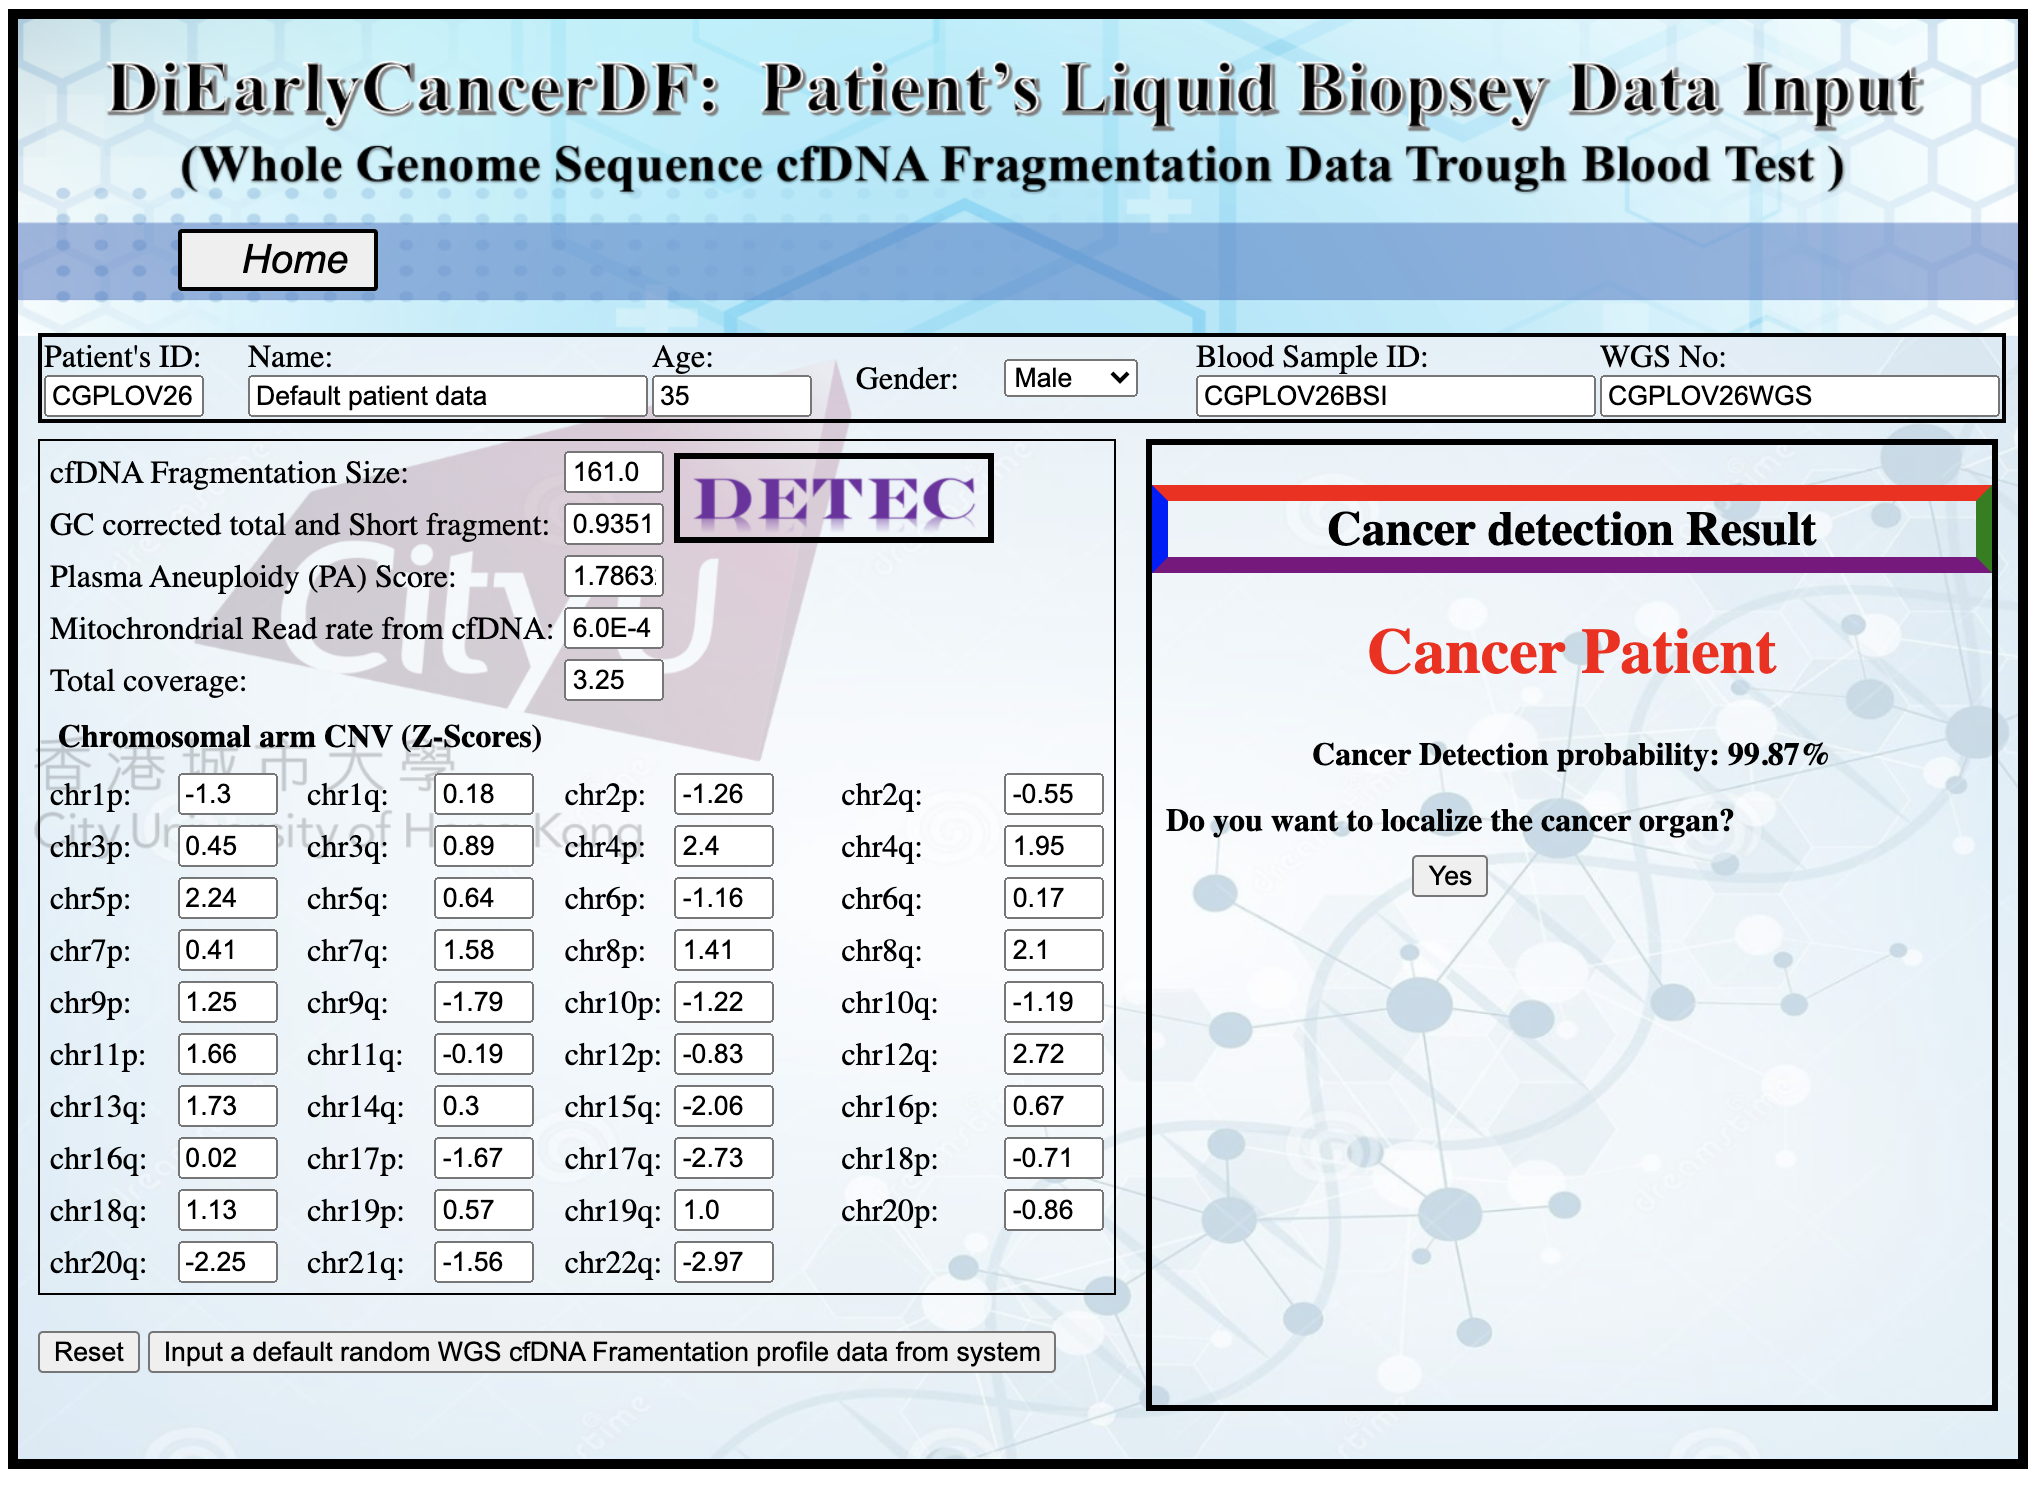 DiEarlyCancerDF: Patient’s Liquid Biopsey Data Input
(Whole Genome Sequence cfDNA Fragmentation Data Trough Blood Test )
Home
Patient's ID: Name: Age: Gender: Male Blood Sample ID: WGS No:
CGPLOV26 Default patient data 35 CGPLOV26BSI CGPLOV26WGS
cfDNA Fragmentation Size: 161.0
DETEC
GC corrected total and Short fragment: 0.9351
Plasma Aneuploidy (PA) Score: 1.7863
Mitochrondrial Read rate from cfDNA: 6.0E-4
Total coverage: 3.25
CityU
香港城市大學
City University of Hong Kong
Chromosomal arm CNV (Z-Scores)
chr1p: -1.3 chr1q: 0.18 chr2p: -1.26 chr2q: -0.55
chr3p: 0.45 chr3q: 0.89 chr4p: 2.4 chr4q: 1.95
chr5p: 2.24 chr5q: 0.64 chr6p: -1.16 chr6q: 0.17
chr7p: 0.41 chr7q: 1.58 chr8p: 1.41 chr8q: 2.1
chr9p: 1.25 chr9q: -1.79 chr10p: -1.22 chr10q: -1.19
chr11p: 1.66 chr11q: -0.19 chr12p: -0.83 chr12q: 2.72
chr13q: 1.73 chr14q: 0.3 chr15q: -2.06 chr16p: 0.67
chr16q: 0.02 chr17p: -1.67 chr17q: -2.73 chr18p: -0.71
chr18q: 1.13 chr19p: 0.57 chr19q: 1.0 chr20p: -0.86
chr20q: -2.25 chr21q: -1.56 chr22q: -2.97
Reset Input a default random WGS cfDNA Framentation profile data from system
Cancer detection Result
Cancer Patient
Cancer Detection probability: 99.87%
Do you want to localize the cancer organ?
Yes
dreamstime